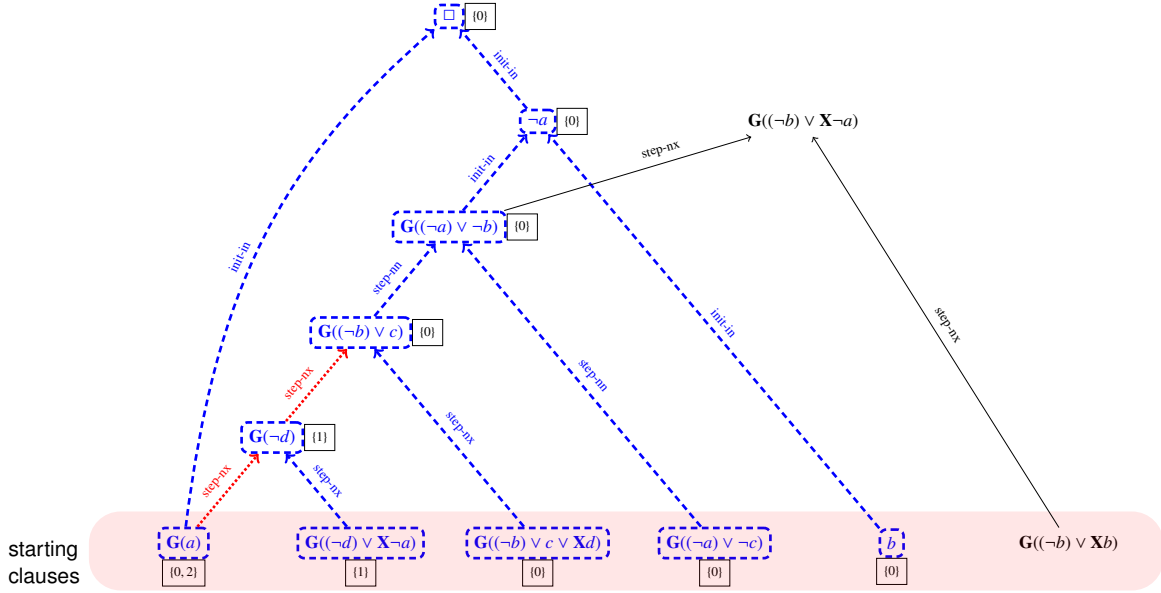 □ {0}
init-in
init-in
¬a {0}
G((¬b) ∨ X¬a)
step-nx
init-in
G((¬a) ∨ ¬b) {0}
step-nn
init-in
step-nx
G((¬b) ∨ c) {0}
step-nx
step-nn
step-nx
G(¬d) {1}
step-nx
step-nx
starting
clauses
G(a) G((¬d) ∨ X¬a) G((¬b) ∨ c ∨ Xd) G((¬a) ∨ ¬c) b G((¬b) ∨ Xb)
{0, 2} {1} {0} {0} {0}